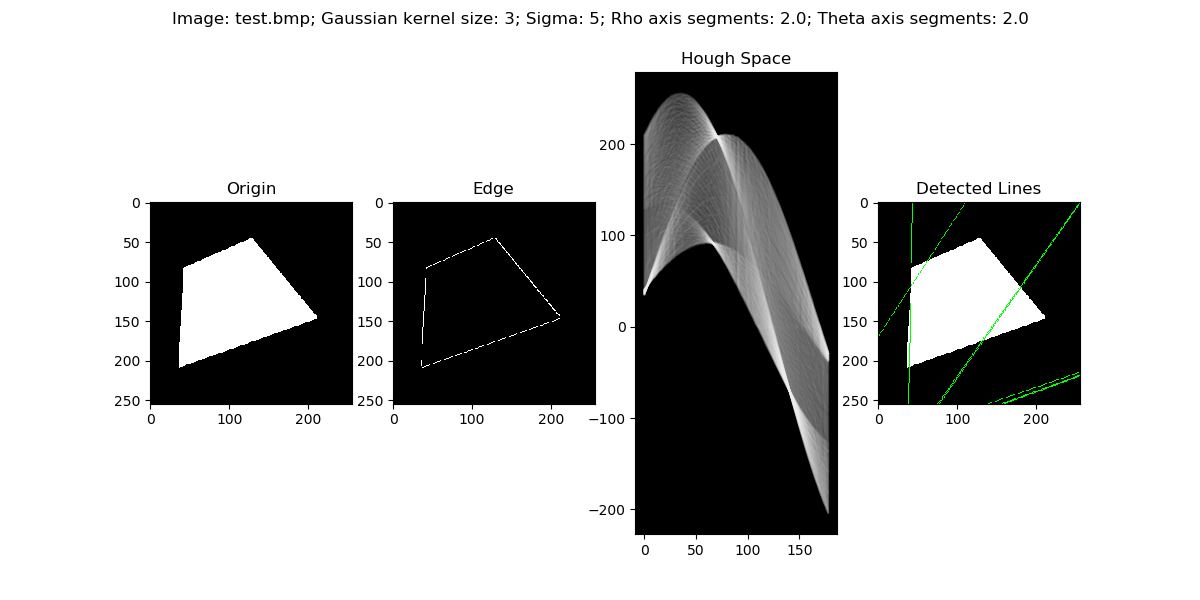 Image: test.bmp; Gaussian kernel size: 3; Sigma: 5; Rho axis segments: 2.0; Theta axis segments: 2.0
Origin
0
50
100
150
200
250
0 100 200
Edge
0
50
100
150
200
250
0 100 200
Hough Space
200
100
0
−100
−200
0 50 100 150
Detected Lines
0
50
100
150
200
250
0 100 200